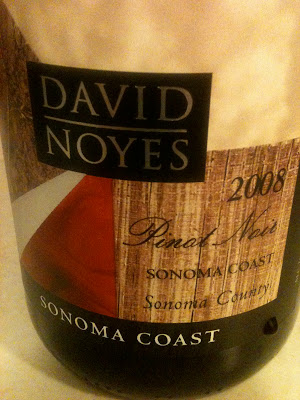 DAVID
NOYES
2008
Pinot Noir
SONOMA COAST
Sonoma County
SONOMA COAST